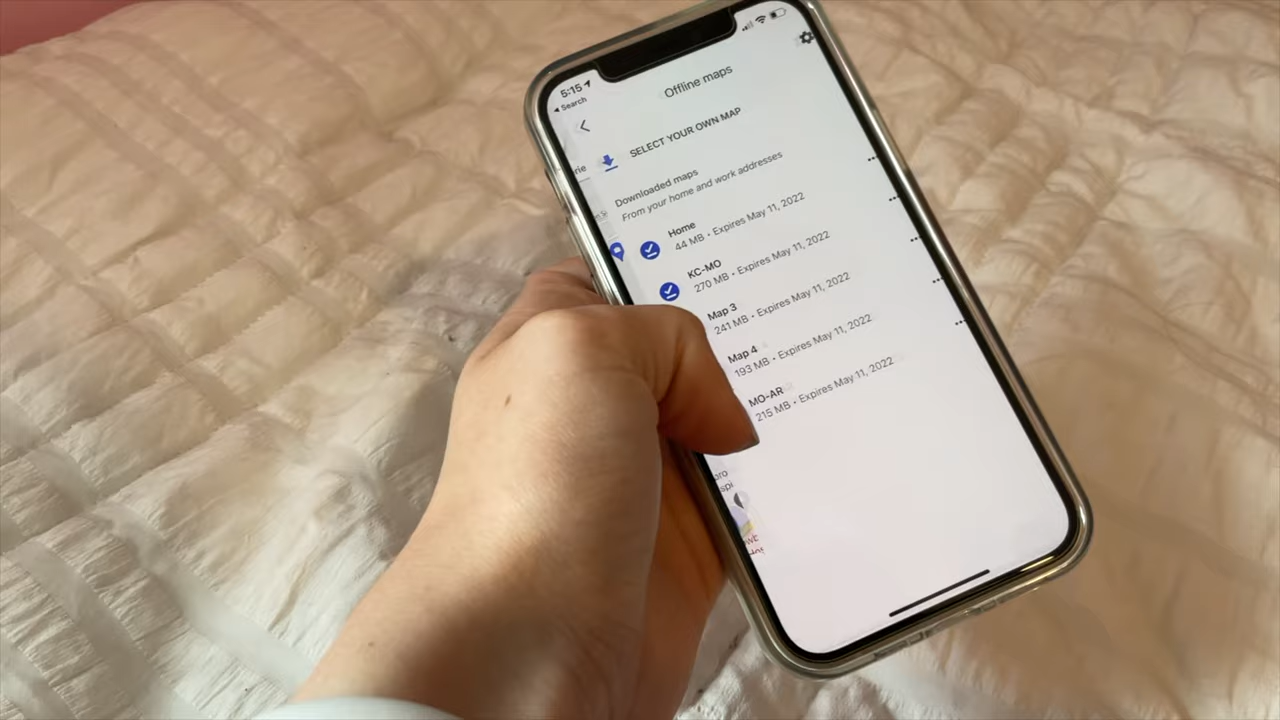 5:15
Search
Offline maps
SELECT YOUR OWN MAP
rie
Downloaded maps
From your home and work addresses
Home
44 MB • Expires May 11, 2022
KC-MO
270 MB • Expires May 11, 2022
Map 3
241 MB • Expires May 11, 2022
Map 4
193 MB • Expires May 11, 2022
MO-AR
215 MB • Expires May 11, 2022
spi